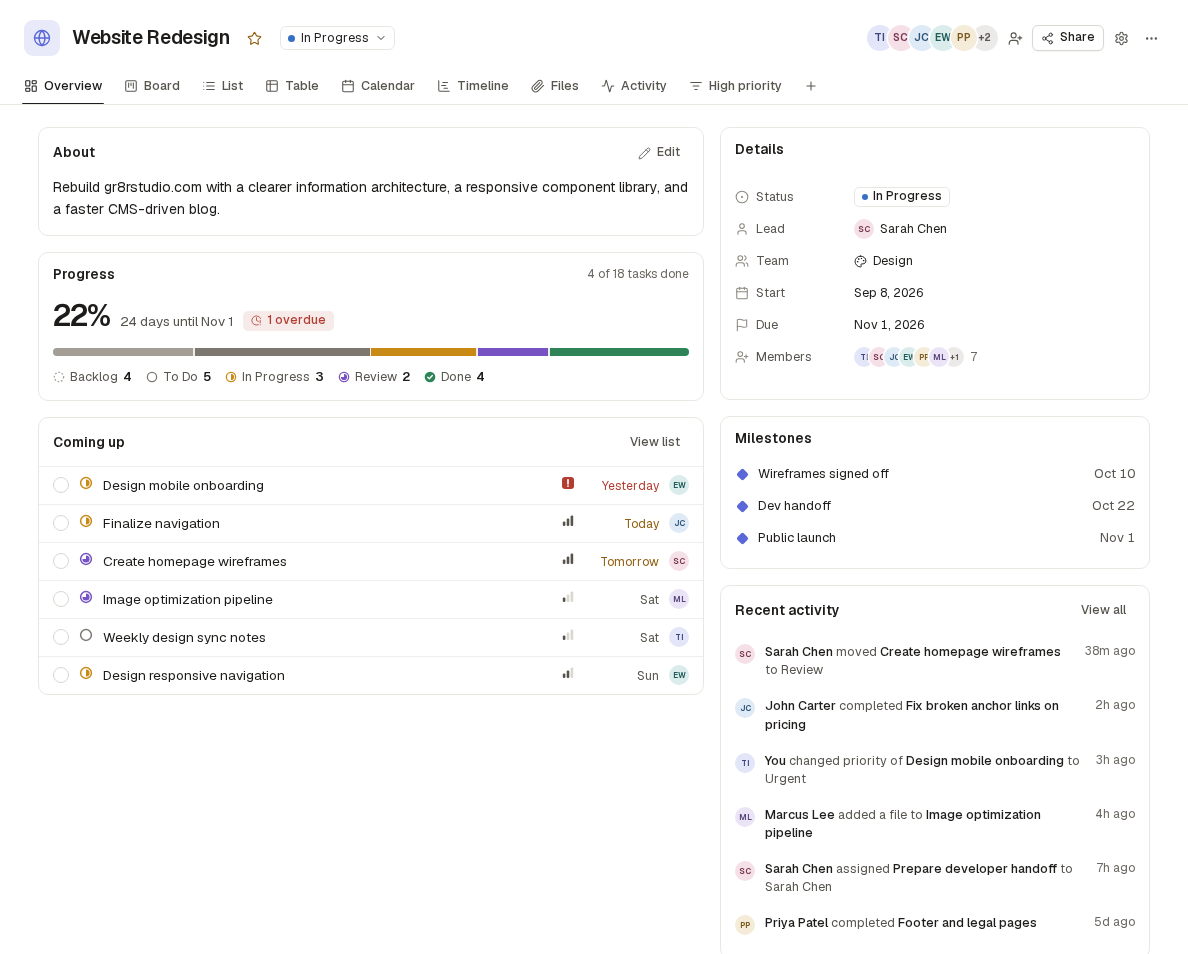 Website Redesign
In Progress
TI SC JC EW PP +2
Share
Overview Board List Table Calendar Timeline Files Activity High priority
About
Edit
Rebuild gr8rstudio.com with a clearer information architecture, a responsive component library, and
a faster CMS-driven blog.
Progress
4 of 18 tasks done
22% 24 days until Nov 1 1 overdue
Backlog 4 To Do 5 In Progress 3 Review 2 Done 4
Coming up
View list
Design mobile onboarding Yesterday EW
Finalize navigation Today JC
Create homepage wireframes Tomorrow SC
Image optimization pipeline Sat ML
Weekly design sync notes Sat TI
Design responsive navigation Sun EW
Details
Status In Progress
Lead SC Sarah Chen
Team Design
Start Sep 8, 2026
Due Nov 1, 2026
Members TI SC JC EW PP ML +1 7
Milestones
Wireframes signed off Oct 10
Dev handoff Oct 22
Public launch Nov 1
Recent activity
View all
SC Sarah Chen moved Create homepage wireframes 38m ago
to Review
JC John Carter completed Fix broken anchor links on 2h ago
pricing
TI You changed priority of Design mobile onboarding to 3h ago
Urgent
ML Marcus Lee added a file to Image optimization 4h ago
pipeline
SC Sarah Chen assigned Prepare developer handoff to 7h ago
Sarah Chen
PP Priya Patel completed Footer and legal pages 5d ago